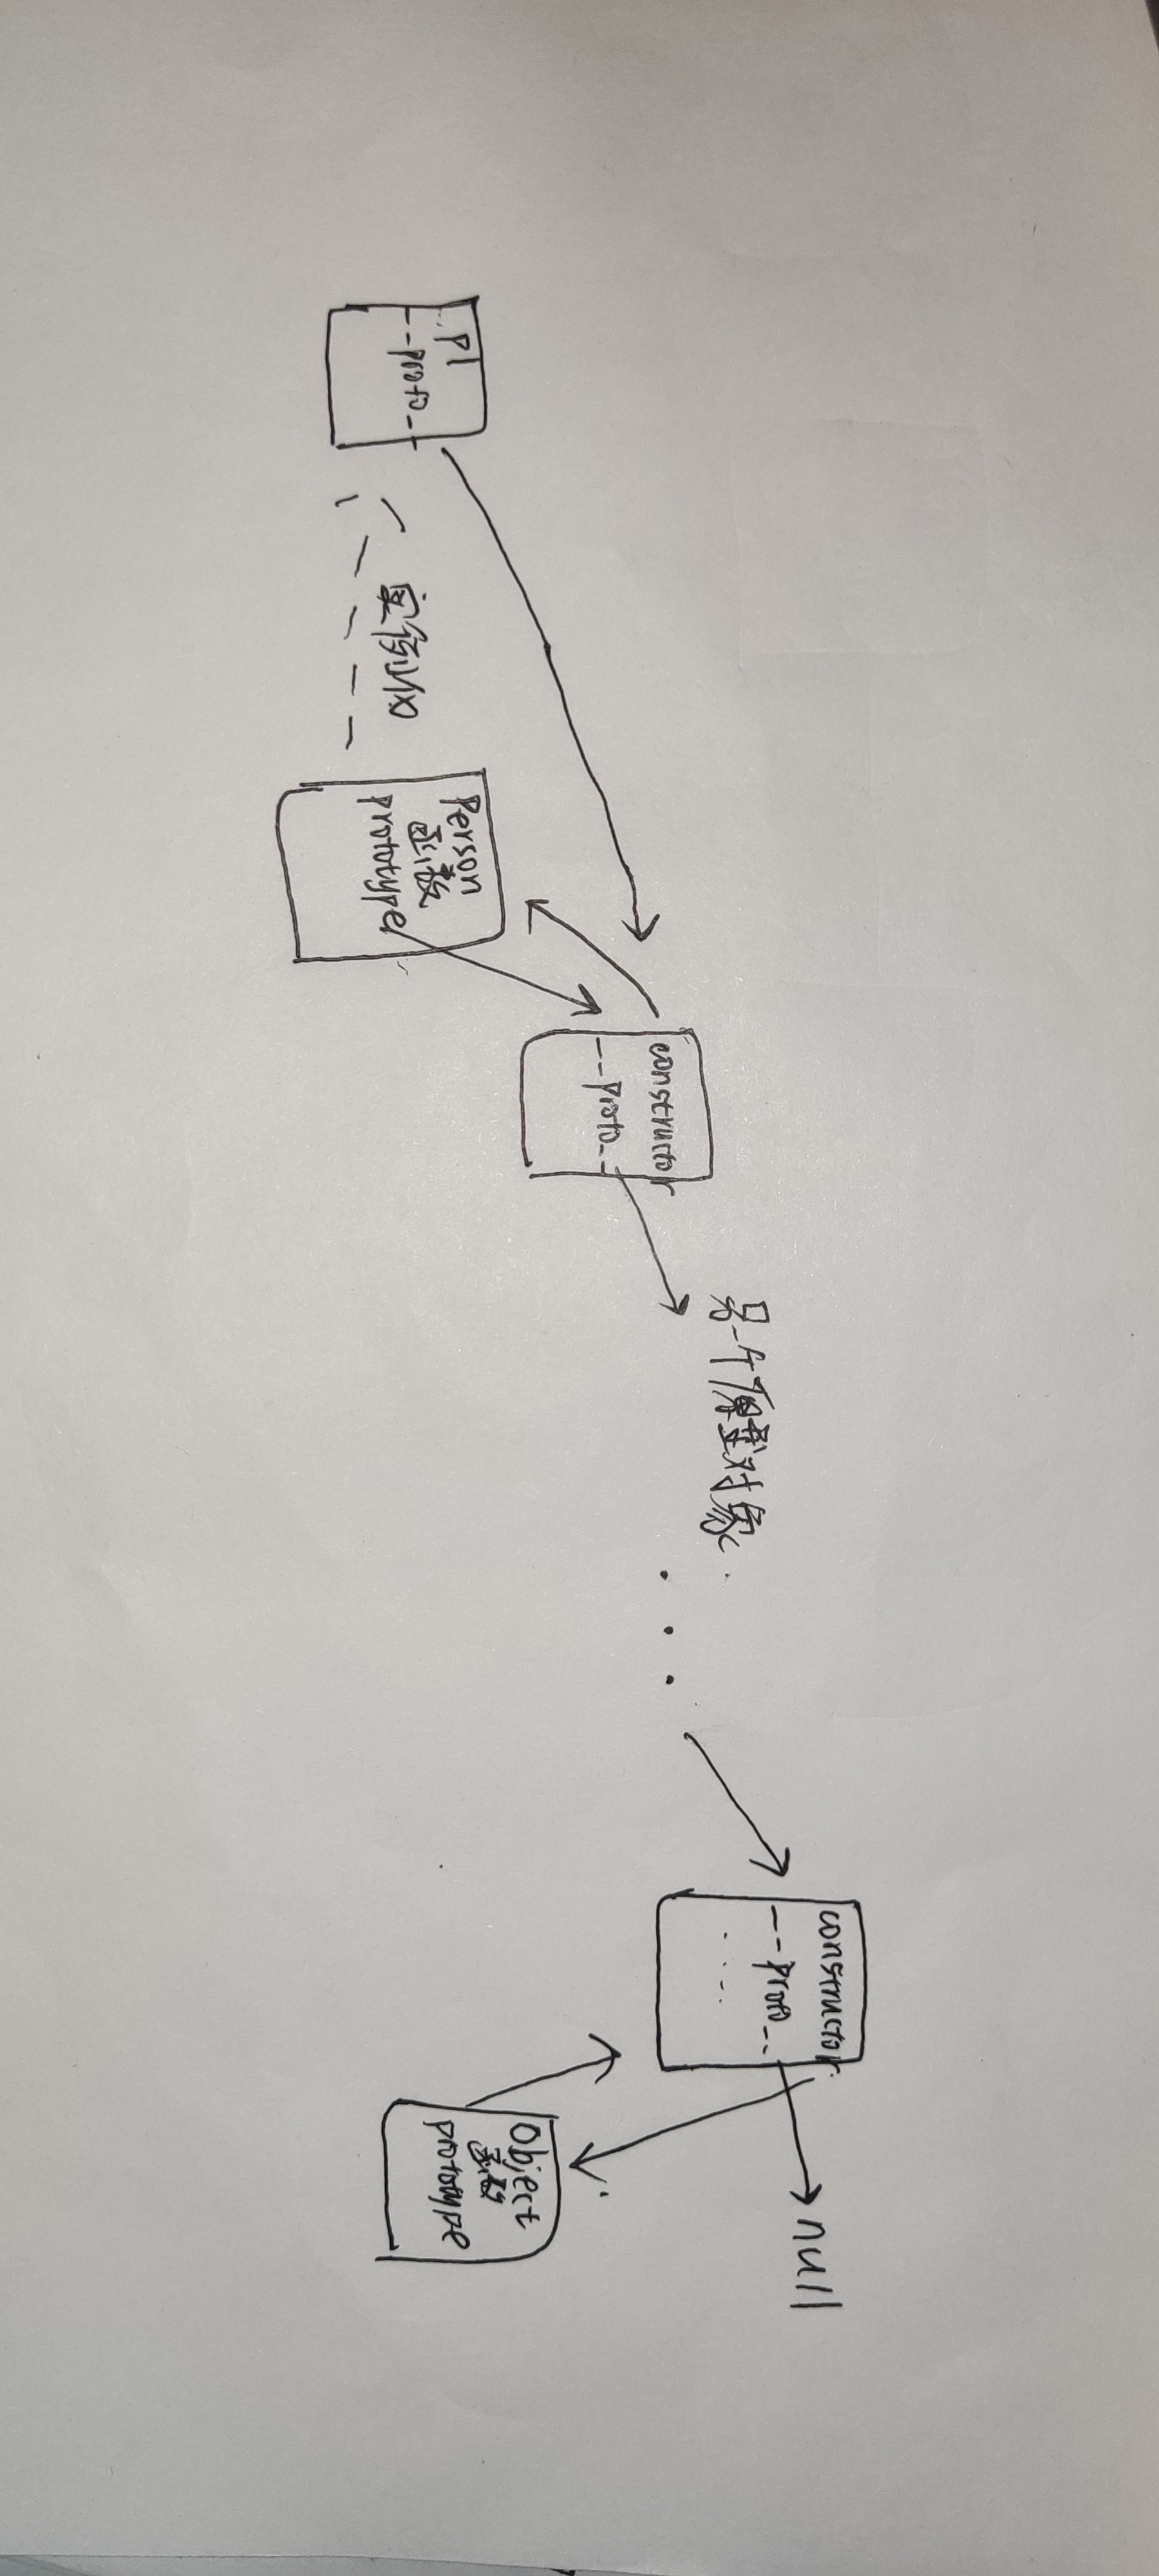 p1
__proto__
实例化
Person
函数
prototype
constructor
__proto__
另一个原型对象
...
constructor
__proto__
.....
Object
函数
prototype
null